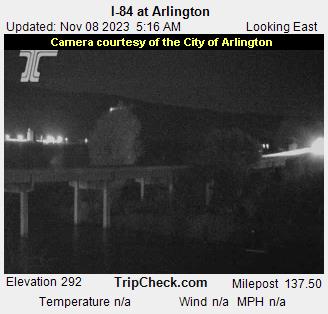 I-84 at Arlington
Updated: Nov 08 2023 5:16 AM Looking East
Camera courtesy of the City of Arlington
Elevation 292 TripCheck.com Milepost 137.50
Temperature n/a Wind n/a MPH n/a